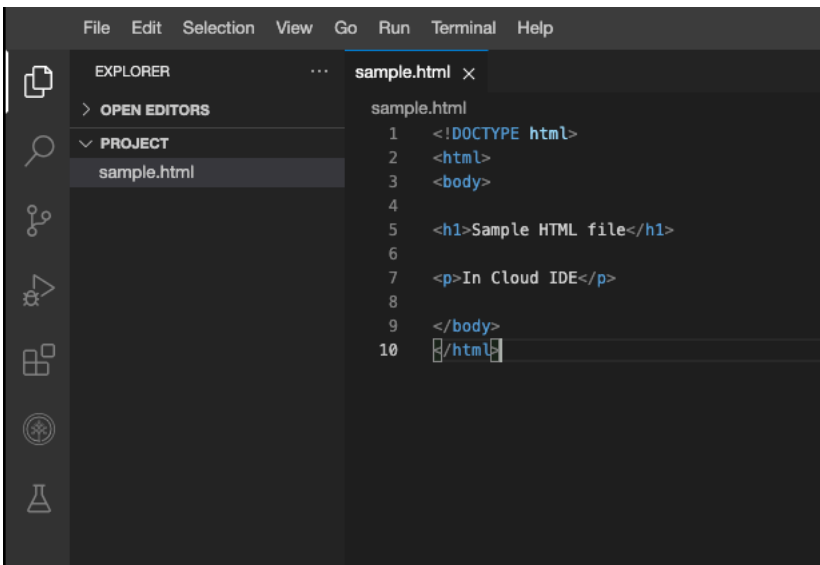 File Edit Selection View Go Run Terminal Help
EXPLORER ···
OPEN EDITORS
PROJECT
sample.html
sample.html ×
sample.html
1 <!DOCTYPE html>
2 <html>
3 <body>
4
5 <h1>Sample HTML file</h1>
6
7 <p>In Cloud IDE</p>
8
9 </body>
10 </html>